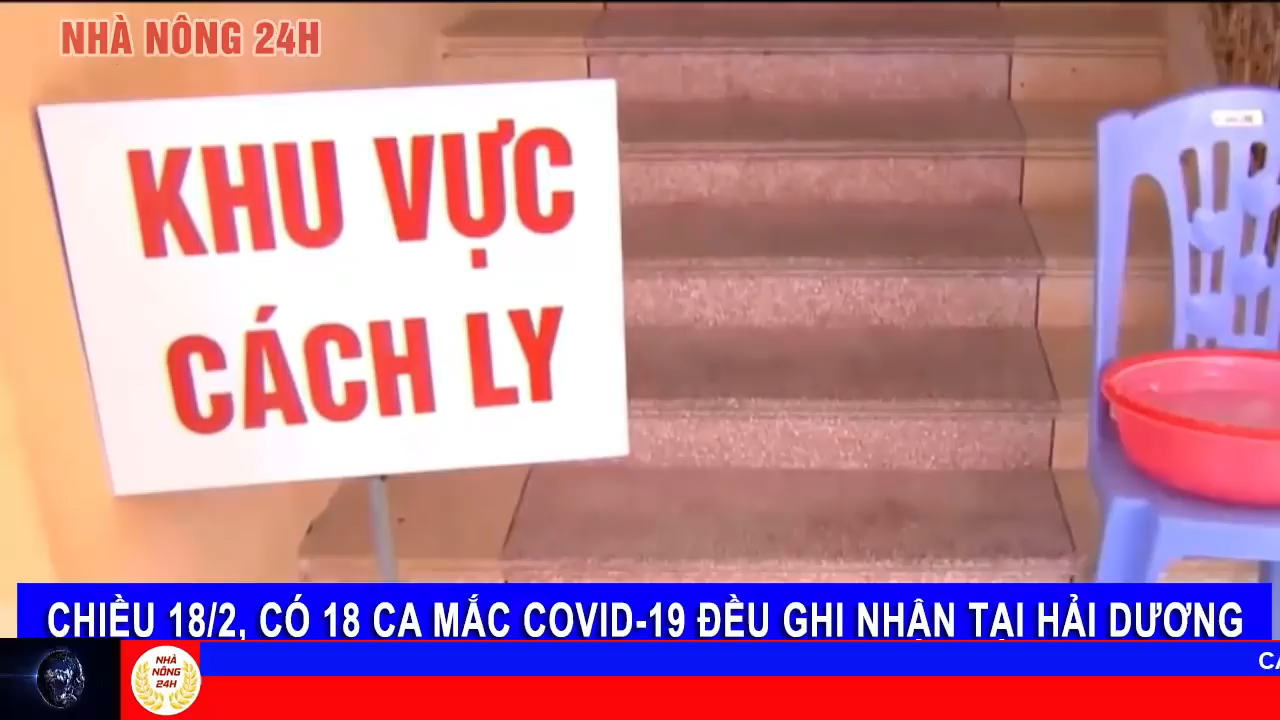 NHÀ NÔNG 24H
KHU VỰC
CÁCH LY
CHIỀU 18/2, CÓ 18 CA MẮC COVID-19 ĐỀU GHI NHẬN TẠI HẢI DƯƠNG
NHÀ
NÔNG
24H